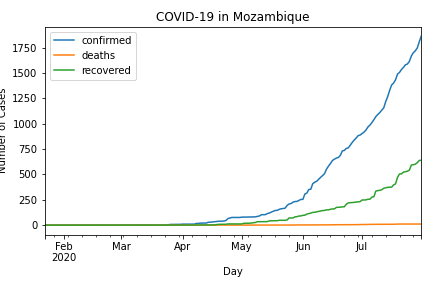 COVID-19 in Mozambique
confirmed
deaths
recovered
Number of Cases
1750
1500
1250
1000
750
500
250
0
Feb
2020
Mar
Apr
May
Jun
Jul
Day